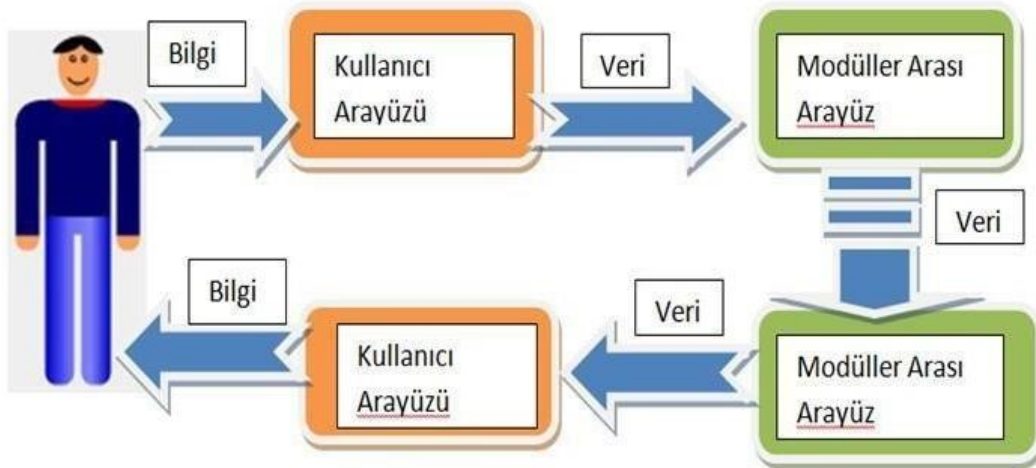 Bilgi
Kullanıcı
Arayüzü
Veri
Modüller Arası
Arayüz
Veri
Bilgi
Kullanıcı
Arayüzü
Veri
Modüller Arası
Arayüz